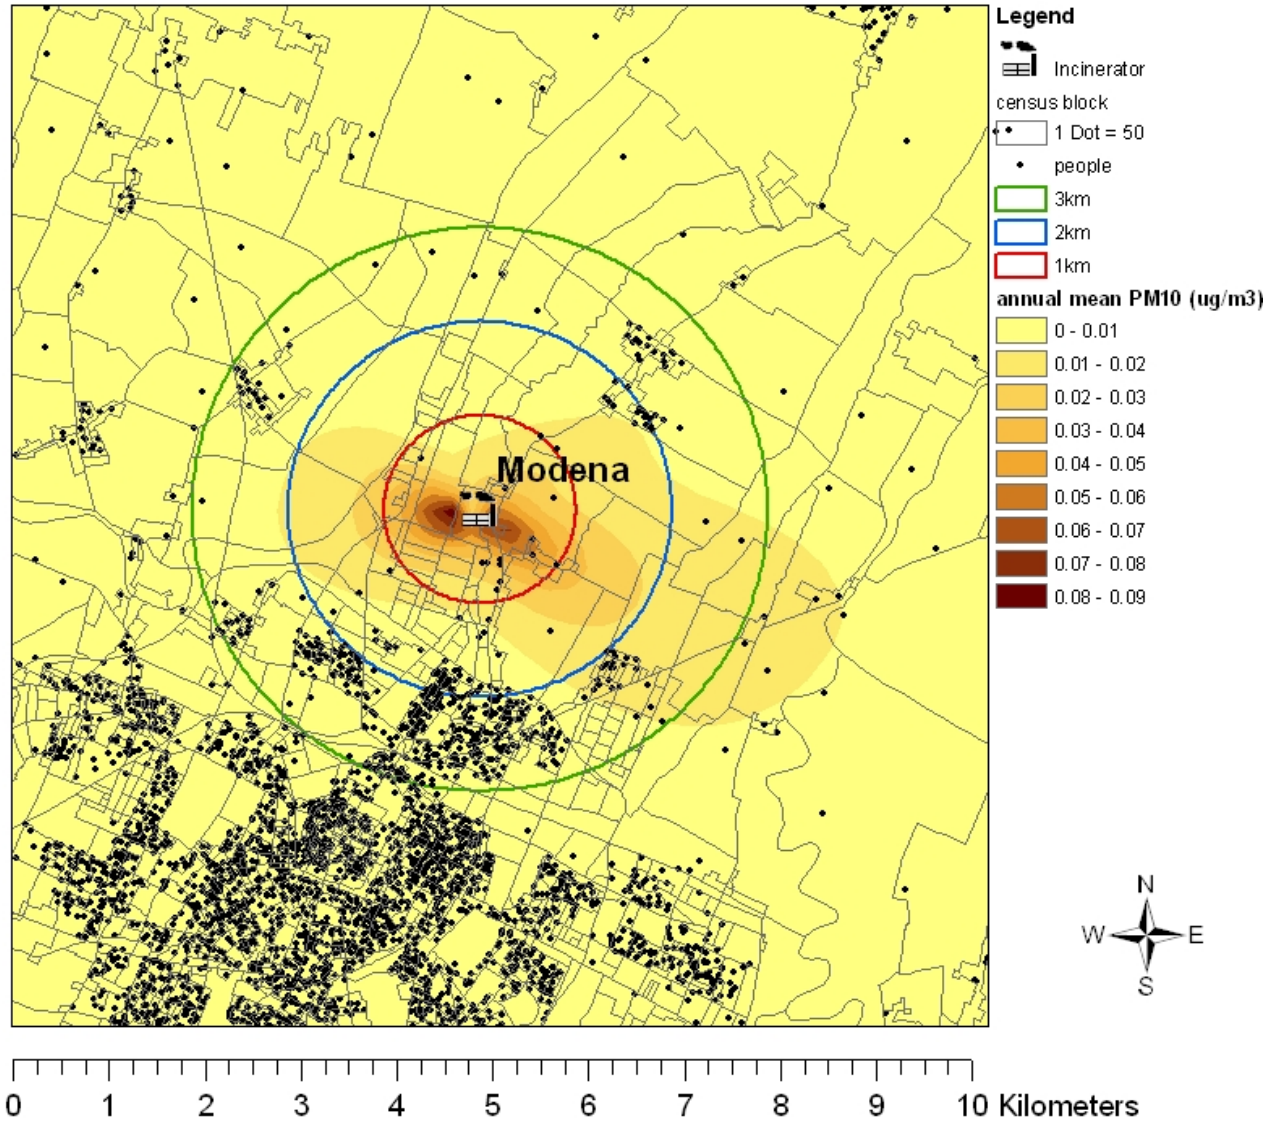 Legend
Incinerator
census block
1 Dot = 50
people
3km
2km
1km
annual mean PM10 (ug/m3)
0 - 0.01
0.01 - 0.02
0.02 - 0.03
0.03 - 0.04
0.04 - 0.05
0.05 - 0.06
0.06 - 0.07
0.07 - 0.08
0.08 - 0.09
Modena
N
W E
S
0 1 2 3 4 5 6 7 8 9 10 Kilometers